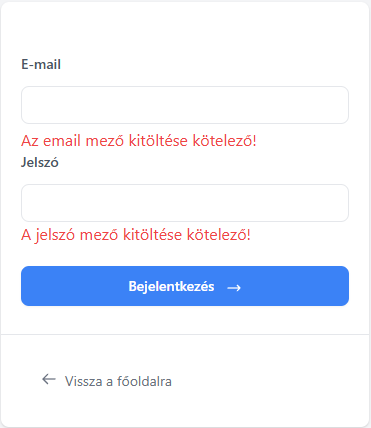 E-mail
Az email mező kitöltése kötelező!
Jelszó
A jelszó mező kitöltése kötelező!
Bejelentkezés →
← Vissza a főoldalra